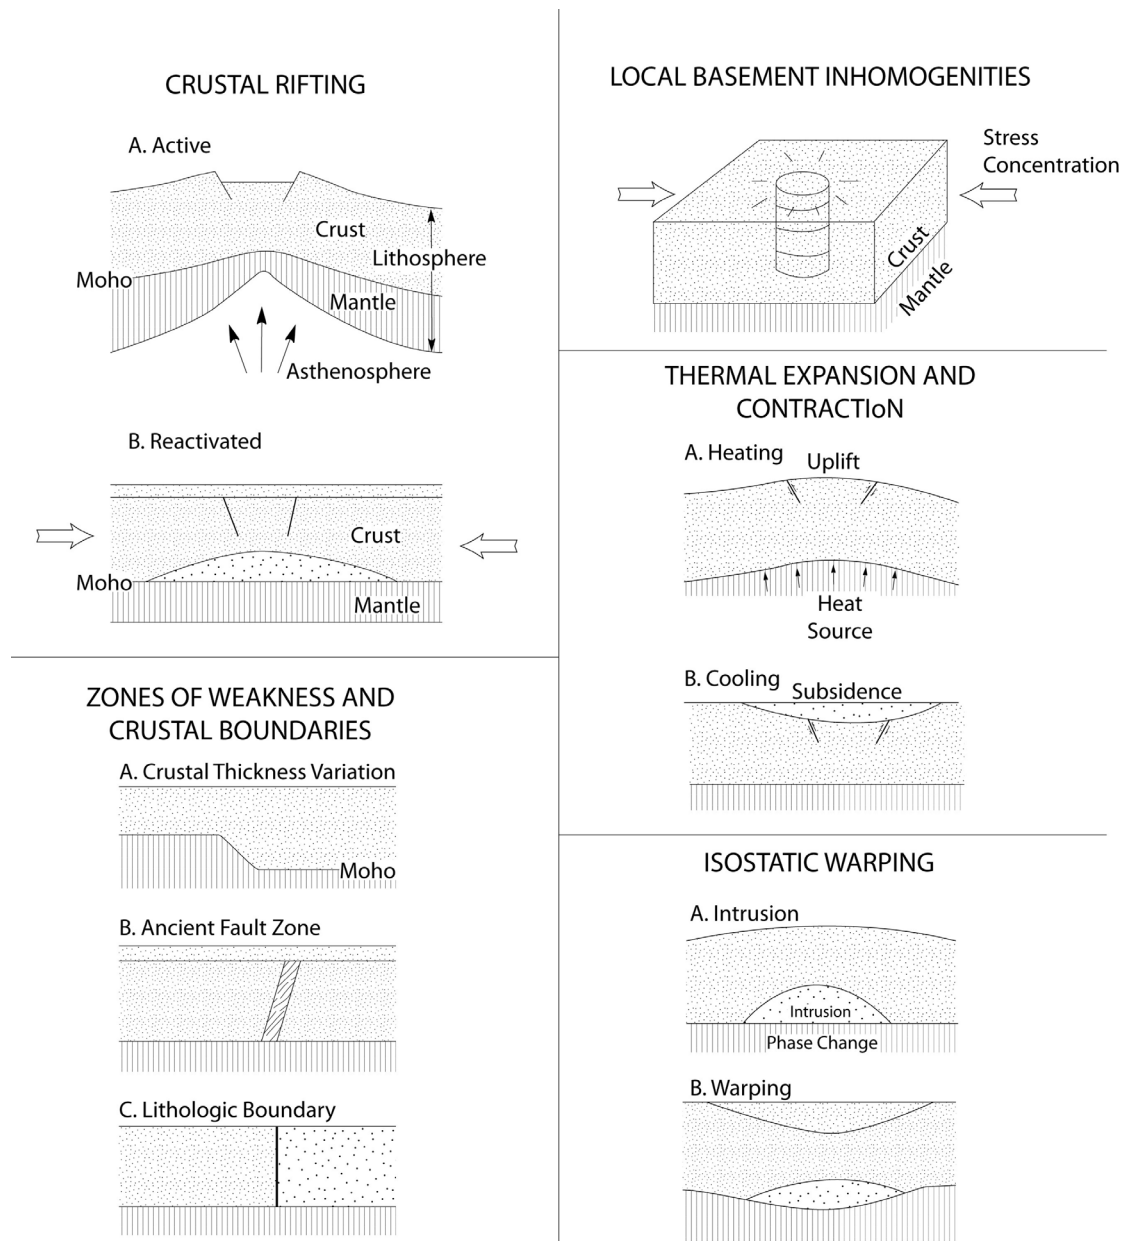 CRUSTAL RIFTING
A. Active
Crust
Lithosphere
Moho
Mantle
Asthenosphere
B. Reactivated
Crust
Moho
Mantle
ZONES OF WEAKNESS AND
CRUSTAL BOUNDARIES
A. Crustal Thickness Variation
Moho
B. Ancient Fault Zone
C. Lithologic Boundary
LOCAL BASEMENT INHOMOGENITIES
Stress
Concentration
Crust
Mantle
THERMAL EXPANSION AND
CONTRACTIoN
A. Heating
Uplift
Heat
Source
B. Cooling
Subsidence
ISOSTATIC WARPING
A. Intrusion
Intrusion
Phase Change
B. Warping